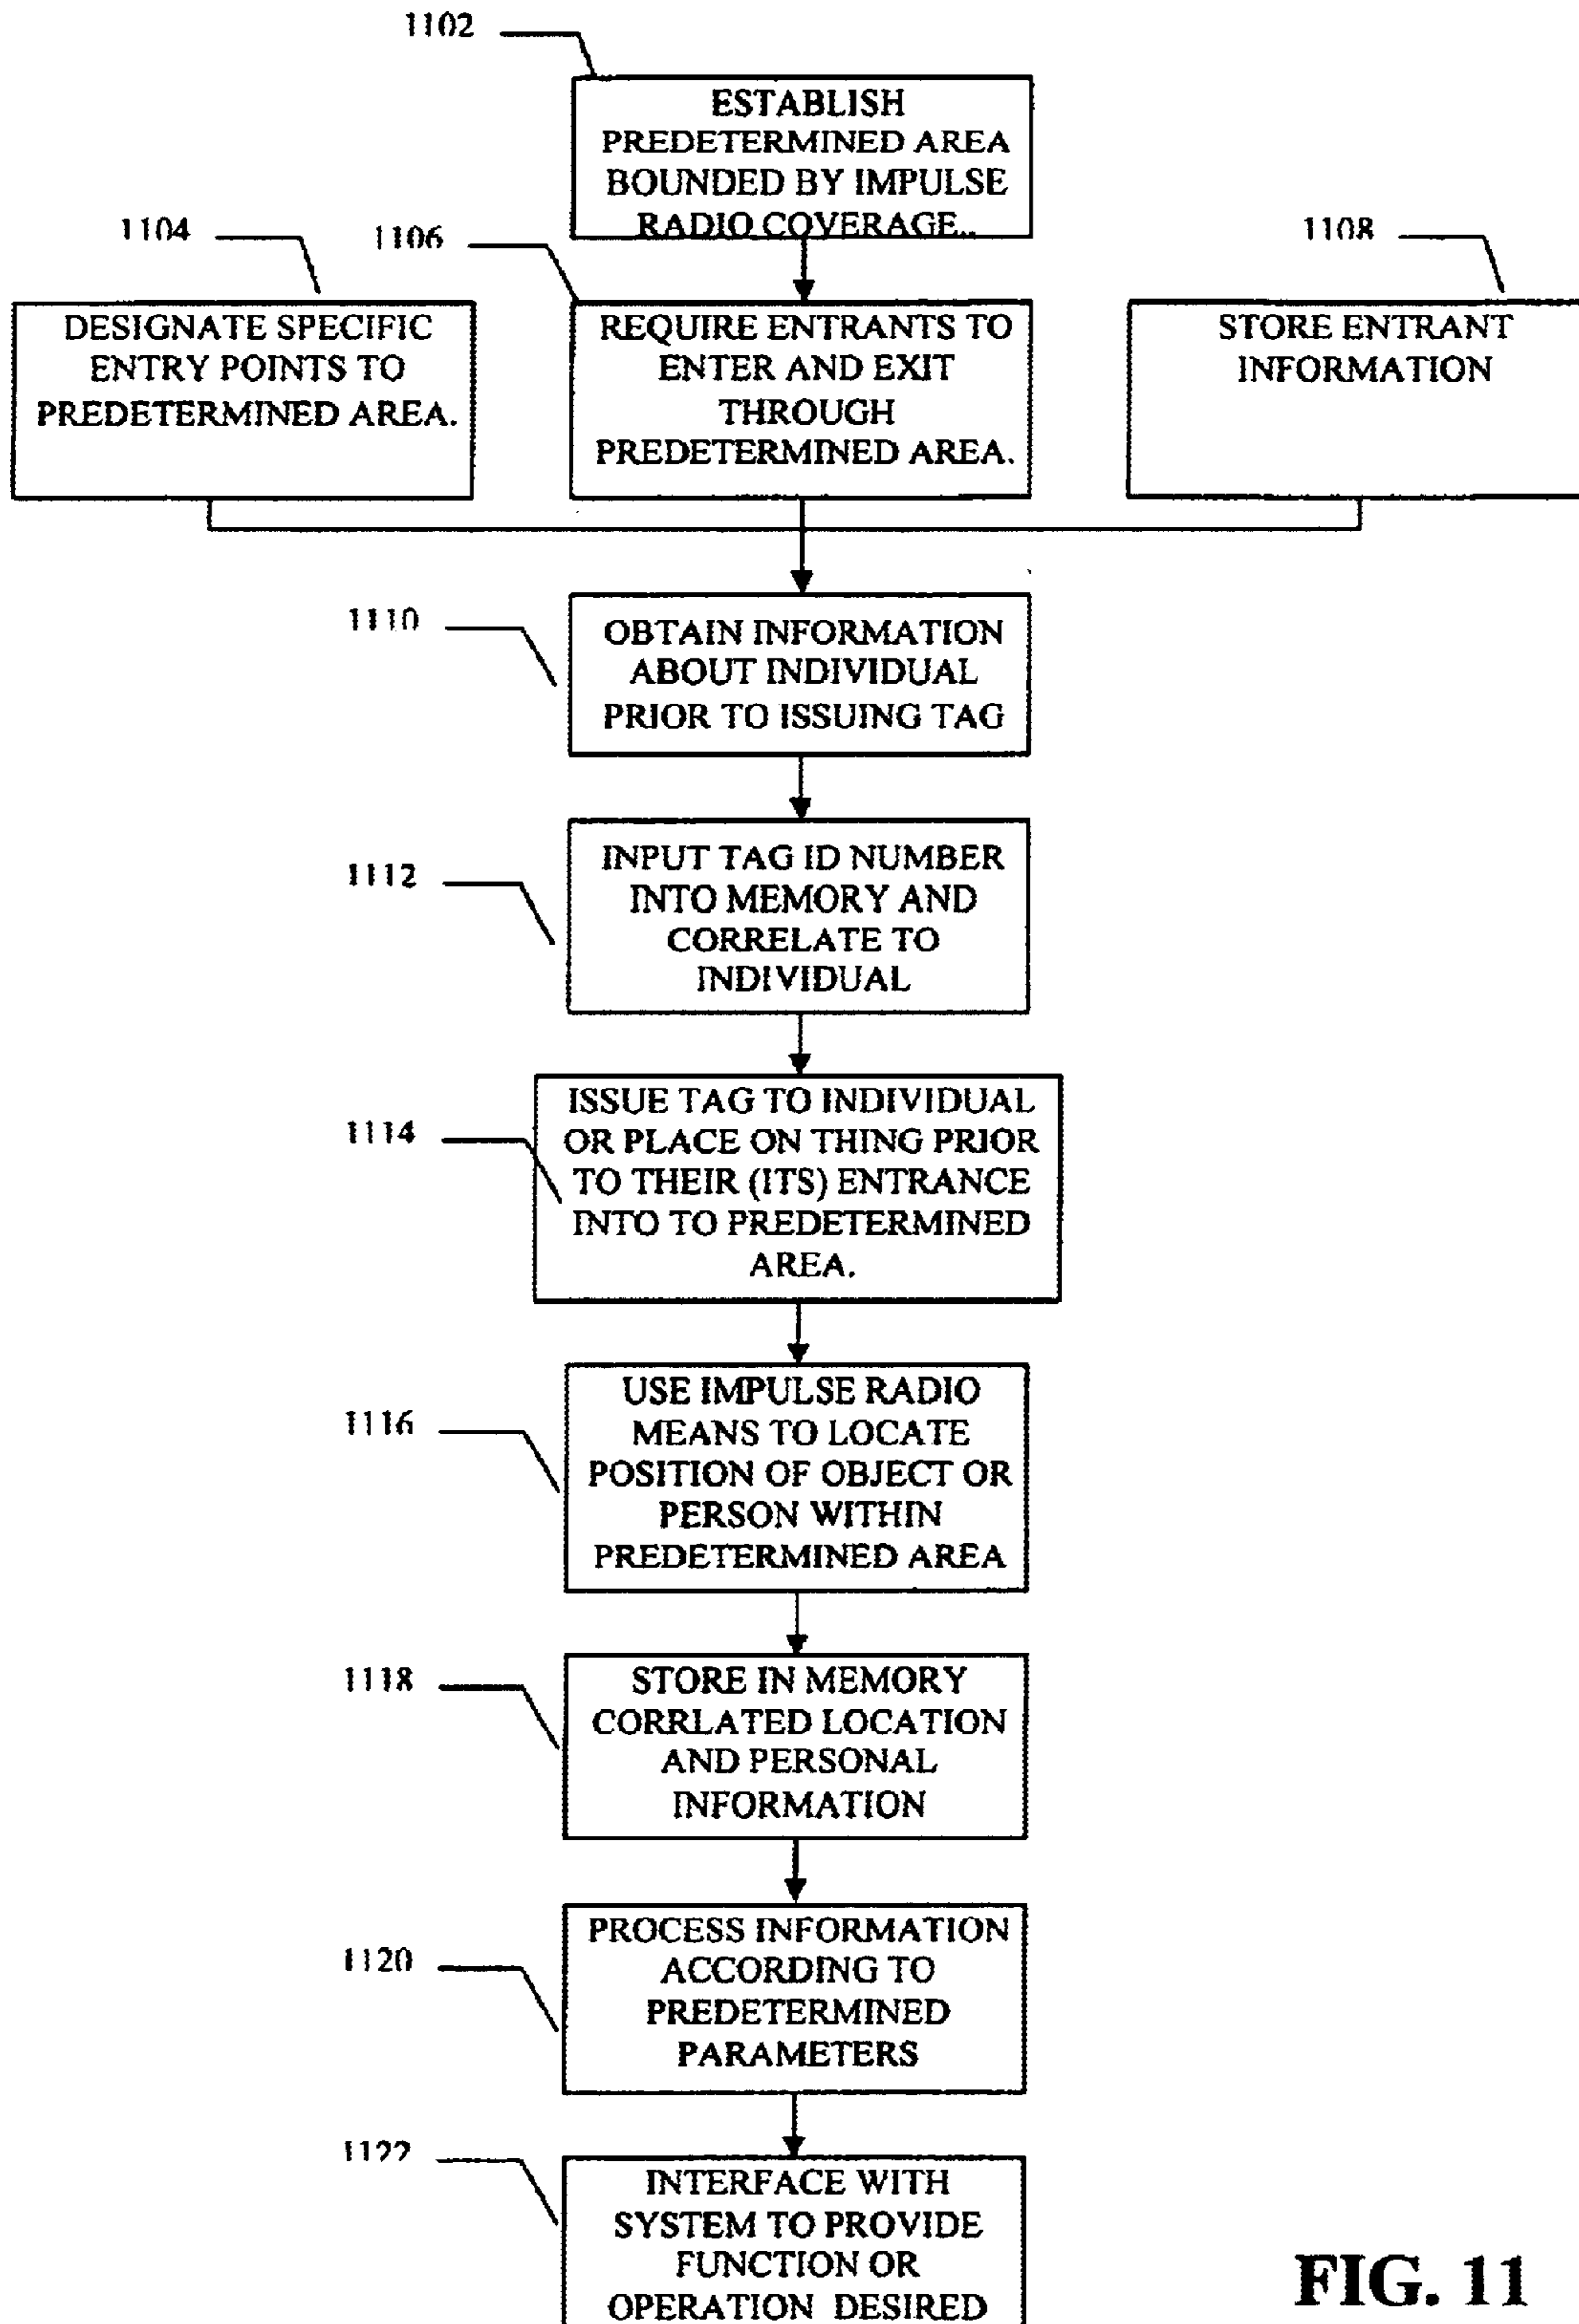 1102
ESTABLISH
PREDETERMINED AREA
BOUNDED BY IMPULSE
RADIO COVERAGE..
1104
DESIGNATE SPECIFIC
ENTRY POINTS TO
PREDETERMINED AREA.
1106
REQUIRE ENTRANTS TO
ENTER AND EXIT
THROUGH
PREDETERMINED AREA.
1108
STORE ENTRANT
INFORMATION
1110
OBTAIN INFORMATION
ABOUT INDIVIDUAL
PRIOR TO ISSUING TAG
1112
INPUT TAG ID NUMBER
INTO MEMORY AND
CORRELATE TO
INDIVIDUAL
1114
ISSUE TAG TO INDIVIDUAL
OR PLACE ON THING PRIOR
TO THEIR (ITS) ENTRANCE
INTO TO PREDETERMINED
AREA.
1116
USE IMPULSE RADIO
MEANS TO LOCATE
POSITION OF OBJECT OR
PERSON WITHIN
PREDETERMINED AREA
1118
STORE IN MEMORY
CORRLATED LOCATION
AND PERSONAL
INFORMATION
1120
PROCESS INFORMATION
ACCORDING TO
PREDETERMINED
PARAMETERS
1122
INTERFACE WITH
SYSTEM TO PROVIDE
FUNCTION OR
OPERATION DESIRED
FIG. 11